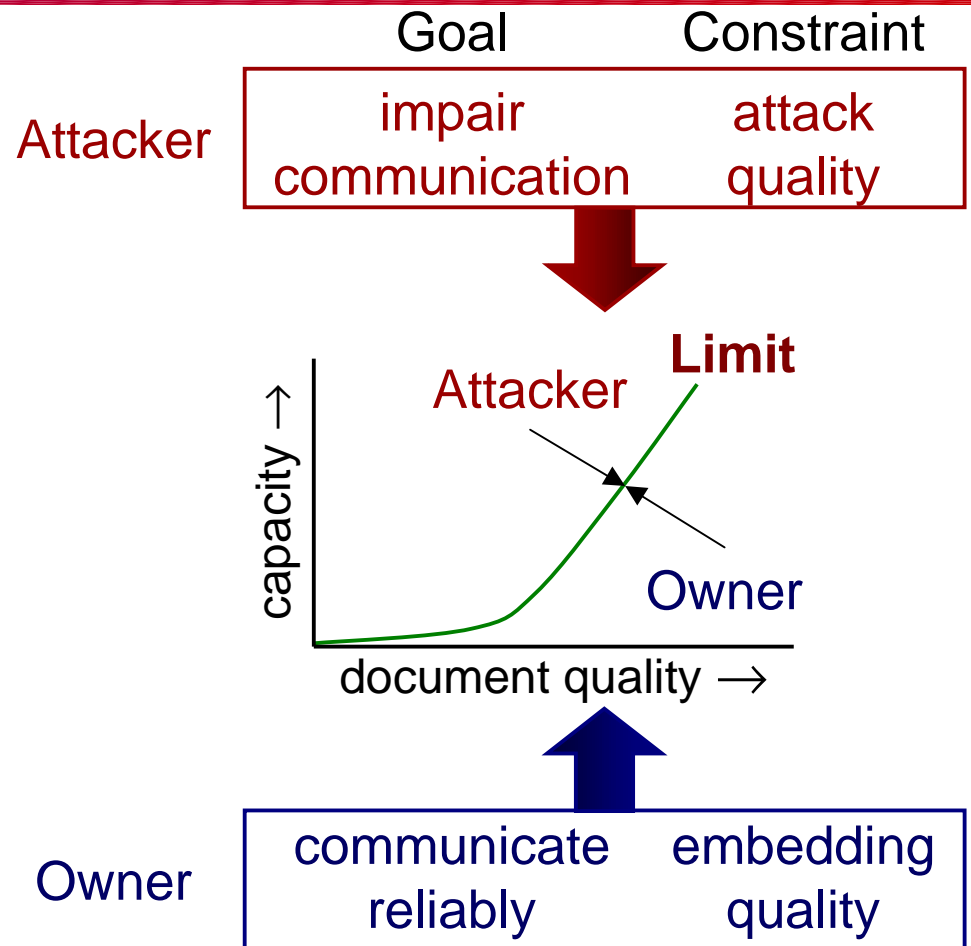 Goal Constraint
Attacker
impair attack
communication quality
Limit
Attacker
capacity →
Owner
document quality →
Owner
communicate embedding
reliably quality